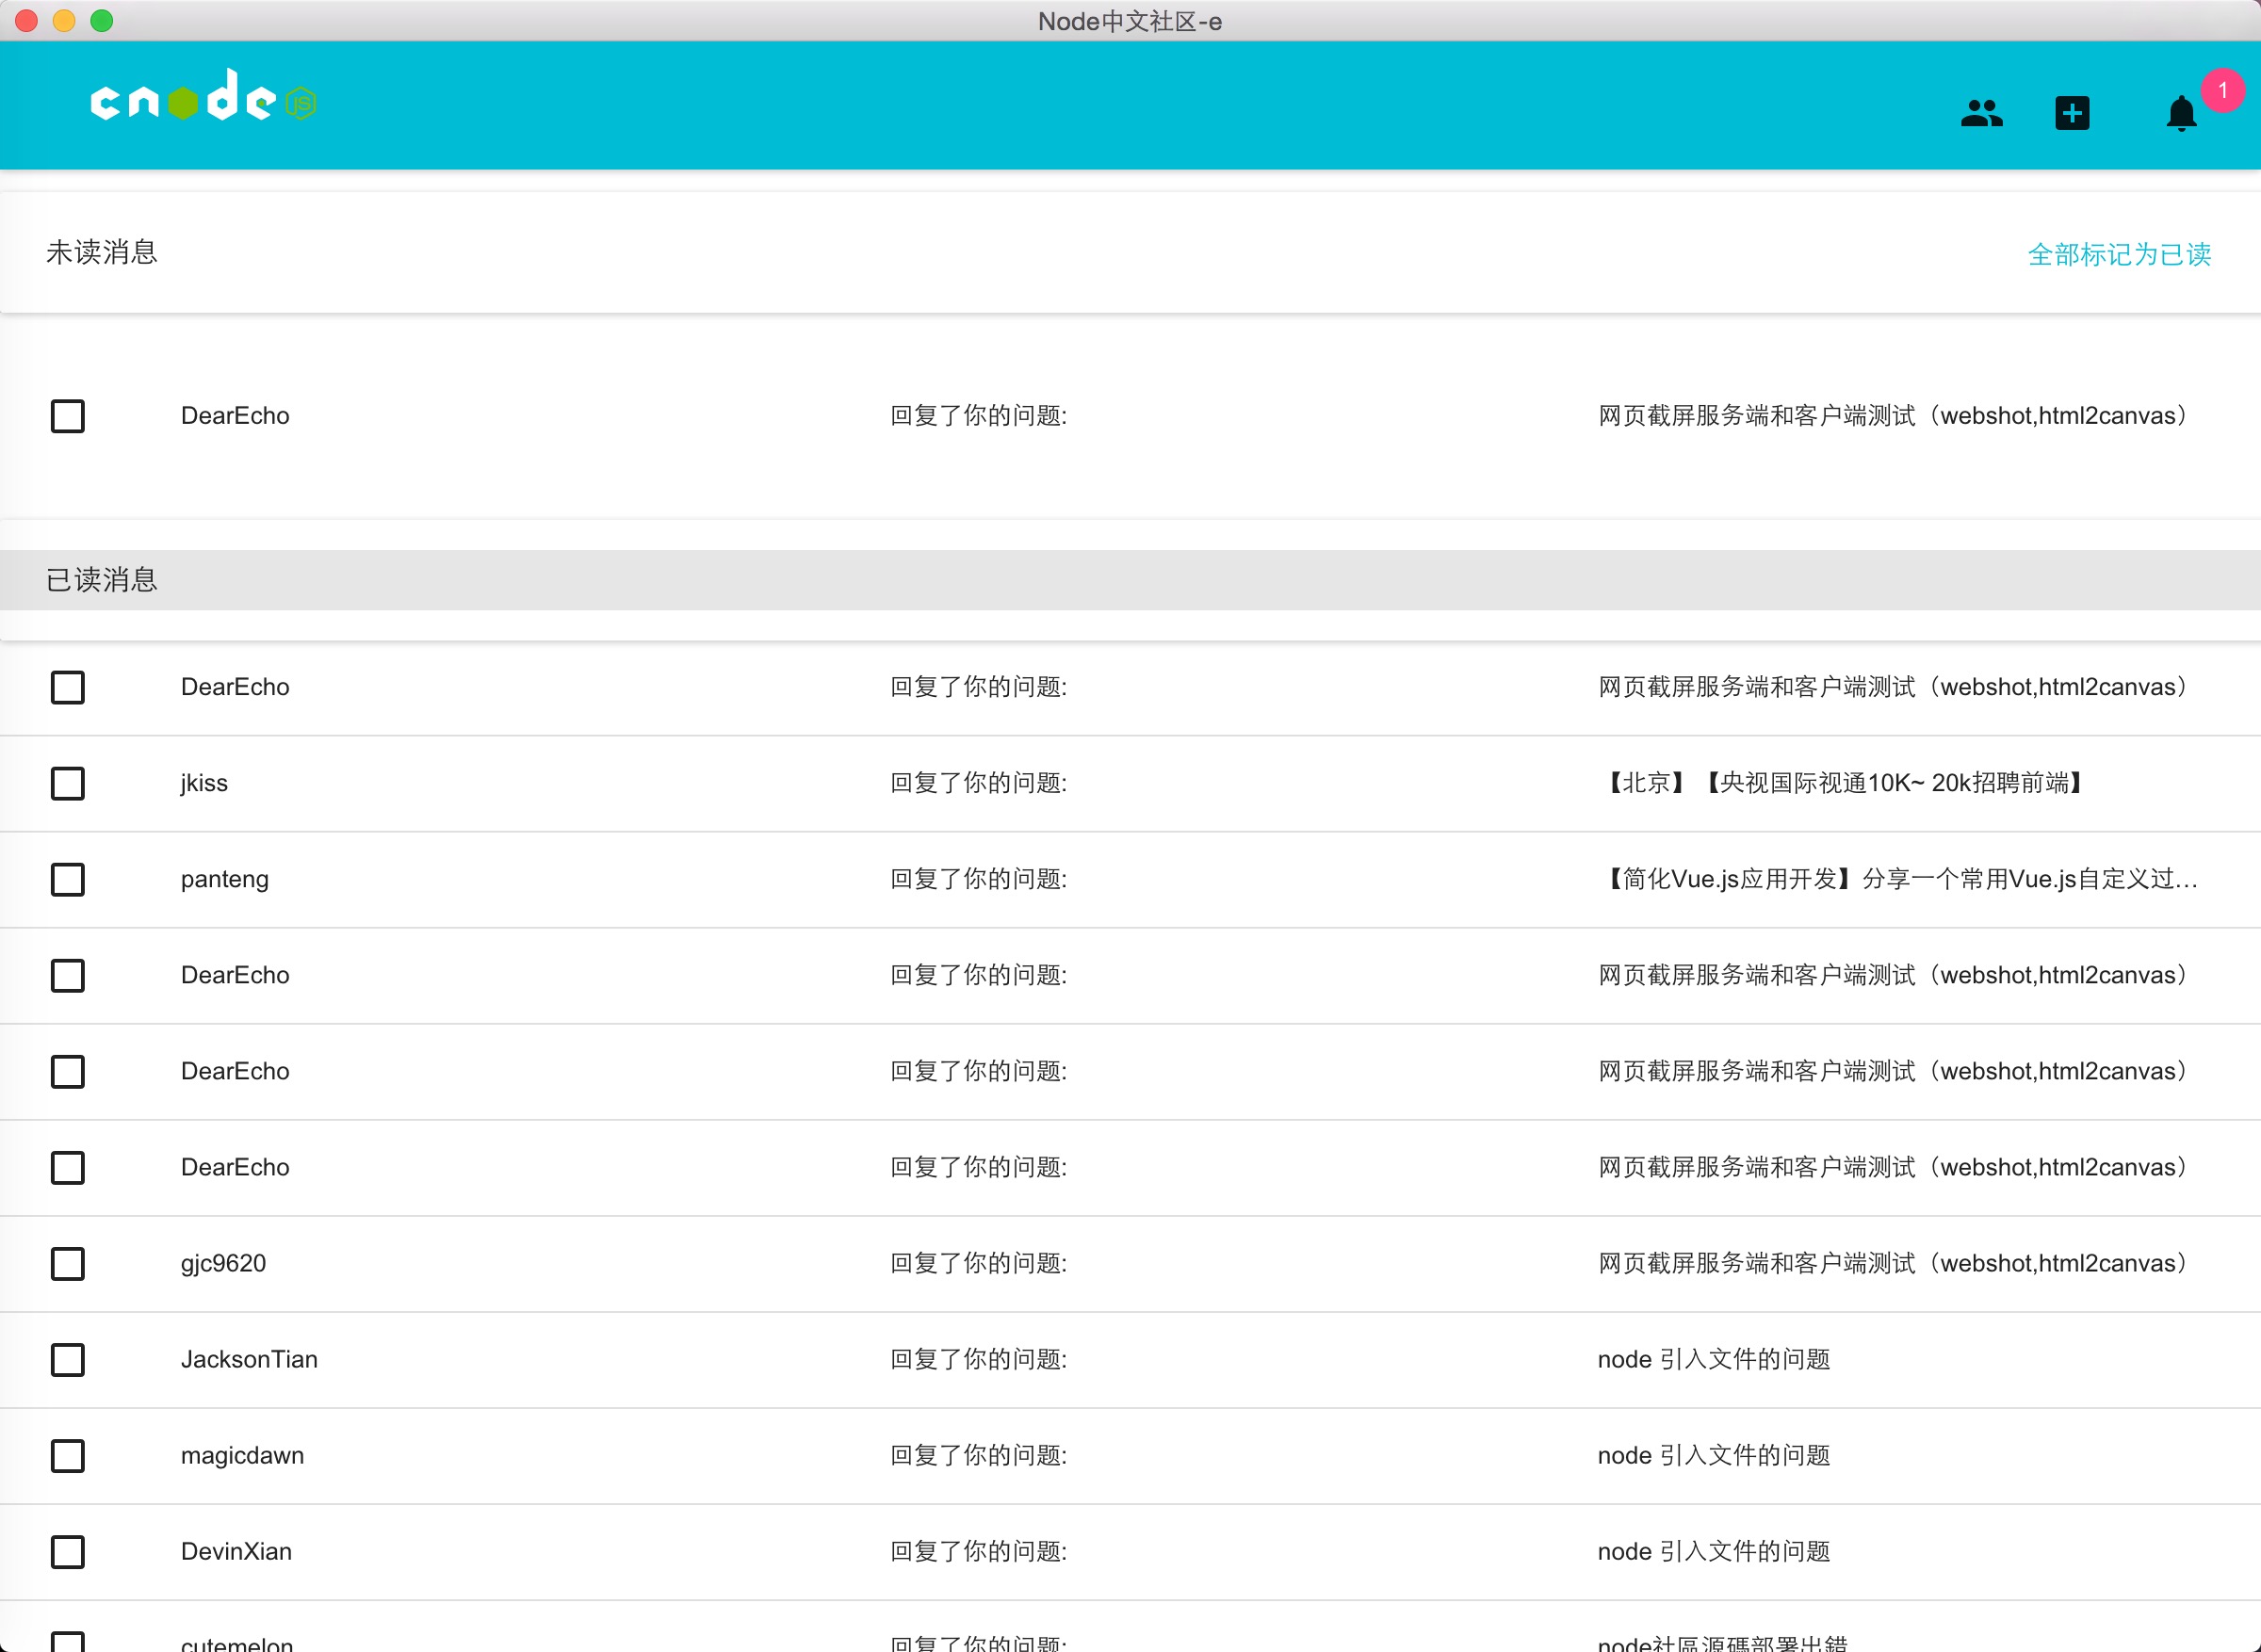 Node中文社区-e
cnode JS
1
未读消息
全部标记为已读
DearEcho 回复了你的问题: 网页截屏服务端和客户端测试（webshot,html2canvas）
已读消息
DearEcho 回复了你的问题: 网页截屏服务端和客户端测试（webshot,html2canvas）
jkiss 回复了你的问题: 【北京】【央视国际视通10K~ 20k招聘前端】
panteng 回复了你的问题: 【简化Vue.js应用开发】分享一个常用Vue.js自定义过…
DearEcho 回复了你的问题: 网页截屏服务端和客户端测试（webshot,html2canvas）
DearEcho 回复了你的问题: 网页截屏服务端和客户端测试（webshot,html2canvas）
DearEcho 回复了你的问题: 网页截屏服务端和客户端测试（webshot,html2canvas）
gjc9620 回复了你的问题: 网页截屏服务端和客户端测试（webshot,html2canvas）
JacksonTian 回复了你的问题: node 引入文件的问题
magicdawn 回复了你的问题: node 引入文件的问题
DevinXian 回复了你的问题: node 引入文件的问题
cutemelon 回复了你的问题: node社區源碼部署出錯